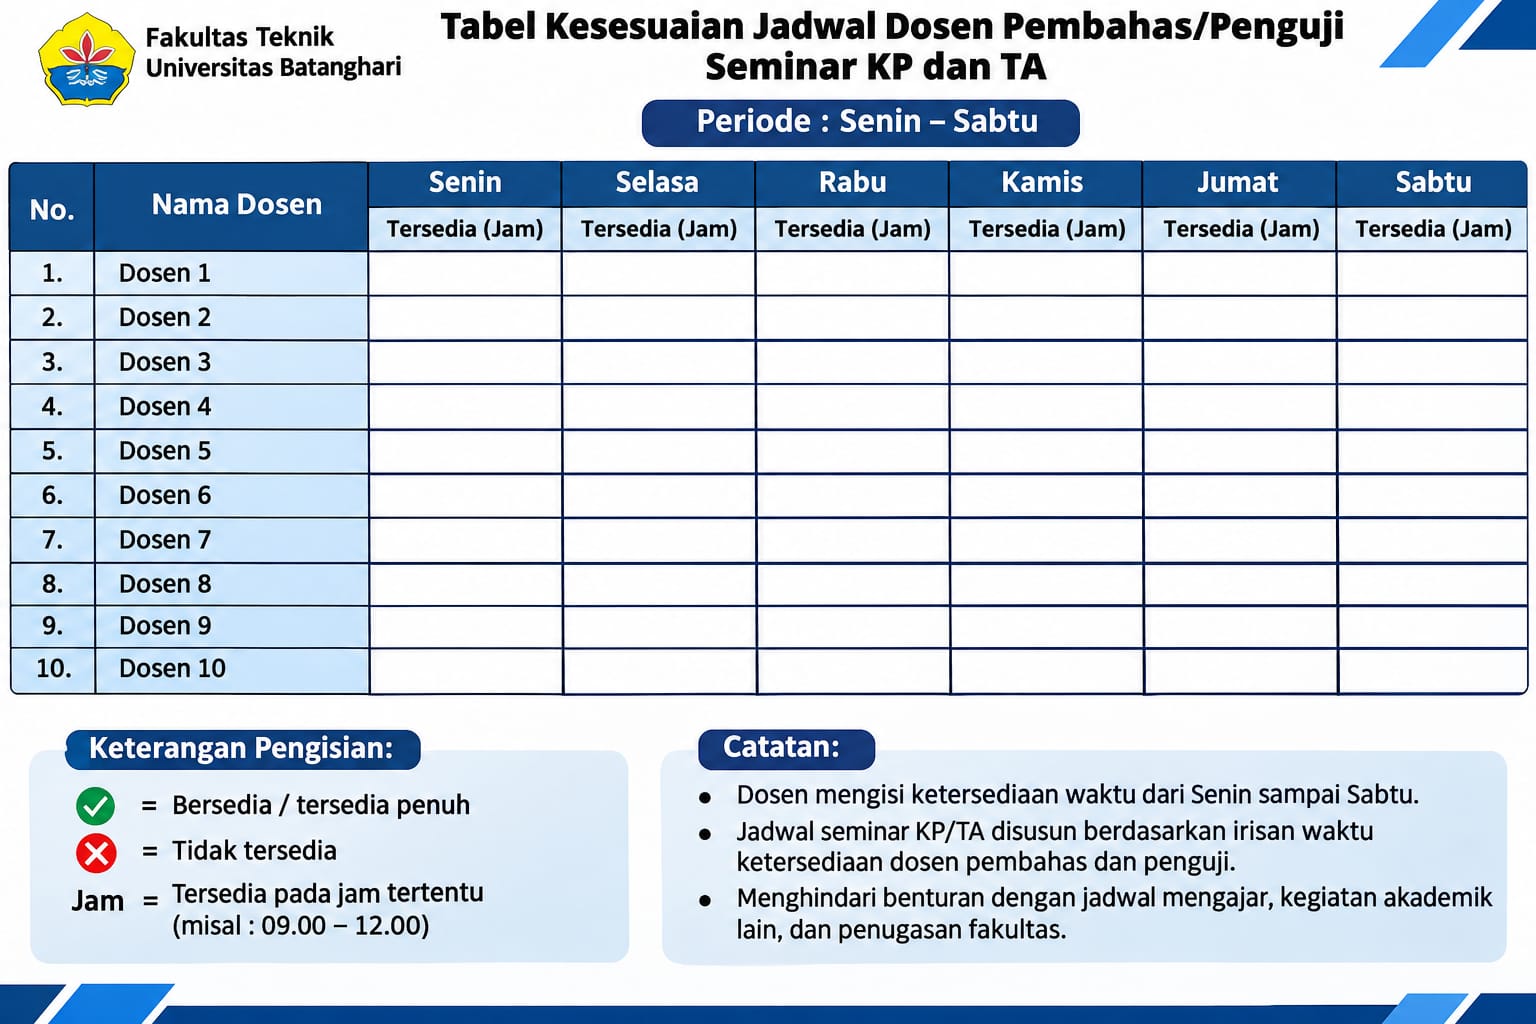 Fakultas Teknik
Universitas Batanghari
Tabel Kesesuaian Jadwal Dosen Pembahas/Penguji
Seminar KP dan TA
Periode : Senin – Sabtu
No. Nama Dosen Senin Selasa Rabu Kamis Jumat Sabtu
Tersedia (Jam) Tersedia (Jam) Tersedia (Jam) Tersedia (Jam) Tersedia (Jam) Tersedia (Jam)
1. Dosen 1
2. Dosen 2
3. Dosen 3
4. Dosen 4
5. Dosen 5
6. Dosen 6
7. Dosen 7
8. Dosen 8
9. Dosen 9
10. Dosen 10
Keterangan Pengisian:
= Bersedia / tersedia penuh
= Tidak tersedia
Jam = Tersedia pada jam tertentu
(misal : 09.00 – 12.00)
Catatan:
• Dosen mengisi ketersediaan waktu dari Senin sampai Sabtu.
• Jadwal seminar KP/TA disusun berdasarkan irisan waktu
ketersediaan dosen pembahas dan penguji.
• Menghindari benturan dengan jadwal mengajar, kegiatan akademik
lain, dan penugasan fakultas.